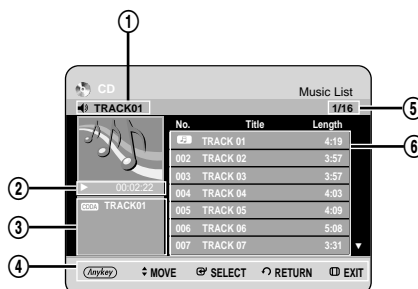 1
CD
Music List
TRACK01
1/16
5
No. Title Length
TRACK 01 4:19
6
002 TRACK 02 3:57
003 TRACK 03 3:57
2
00:02:22
004 TRACK 04 4:03
CDDA TRACK01
005 TRACK 05 4:09
3
006 TRACK 06 5:08
007 TRACK 07 3:31
4
Anykey MOVE SELECT RETURN EXIT